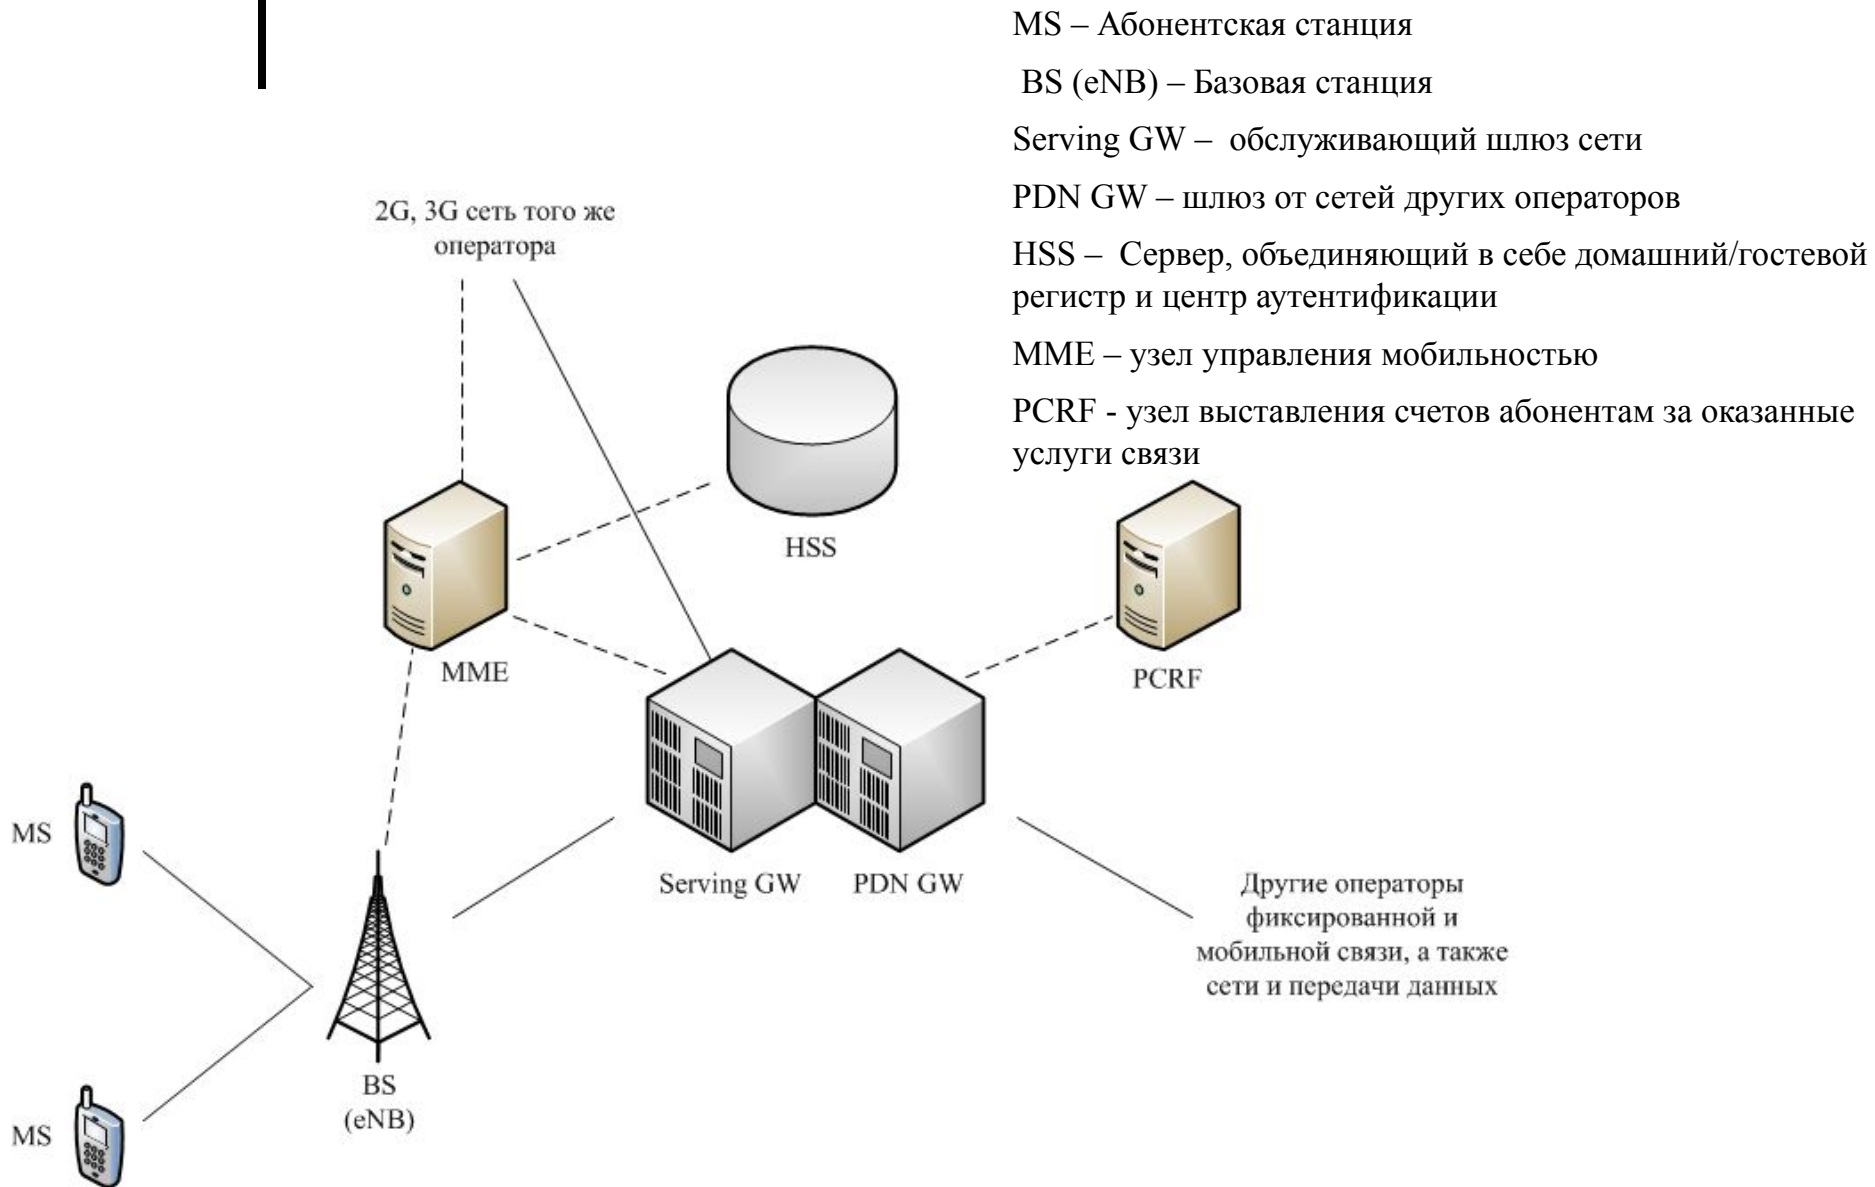 MS – Абонентская станция
BS (eNB) – Базовая станция
Serving GW – обслуживающий шлюз сети
PDN GW – шлюз от сетей других операторов
HSS – Сервер, объединяющий в себе домашний/гостевой
регистр и центр аутентификации
MME – узел управления мобильностью
PCRF - узел выставления счетов абонентам за оказанные
услуги связи
2G, 3G сеть того же
оператора
HSS
MME
PCRF
MS
Serving GW
PDN GW
Другие операторы
фиксированной и
мобильной связи, а также
сети и передачи данных
BS
(eNB)
MS